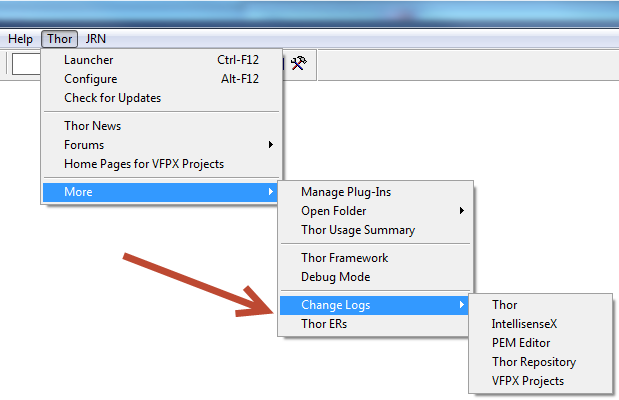 Help Thor JRN
Launcher Ctrl-F12
Configure Alt-F12
Check for Updates
Thor News
Forums
Home Pages for VFPX Projects
More
Manage Plug-Ins
Open Folder
Thor Usage Summary
Thor Framework
Debug Mode
Change Logs
Thor ERs
Thor
IntellisenseX
PEM Editor
Thor Repository
VFPX Projects